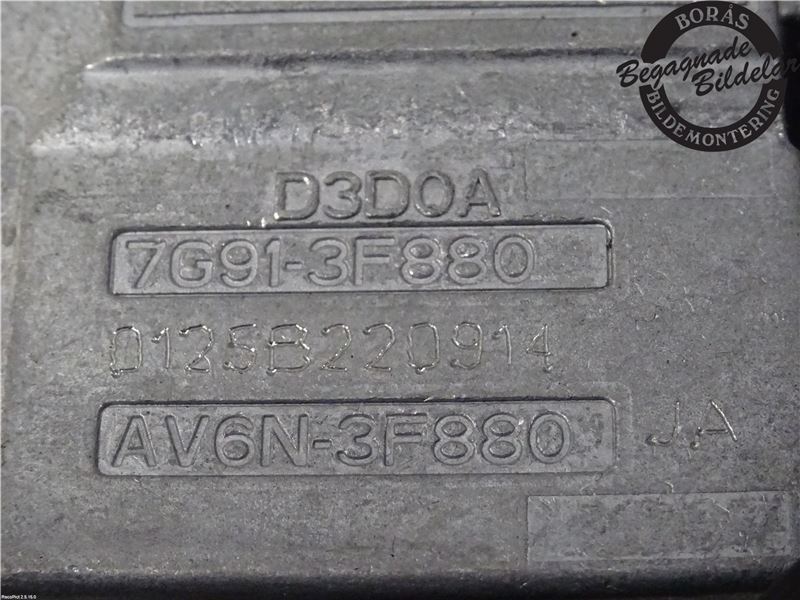 BORÅS
Begagnade
Bildelar
BILDEMONTERING
D3D0A
7G91-3F880
0125B220914
AV6N-3F880 JA